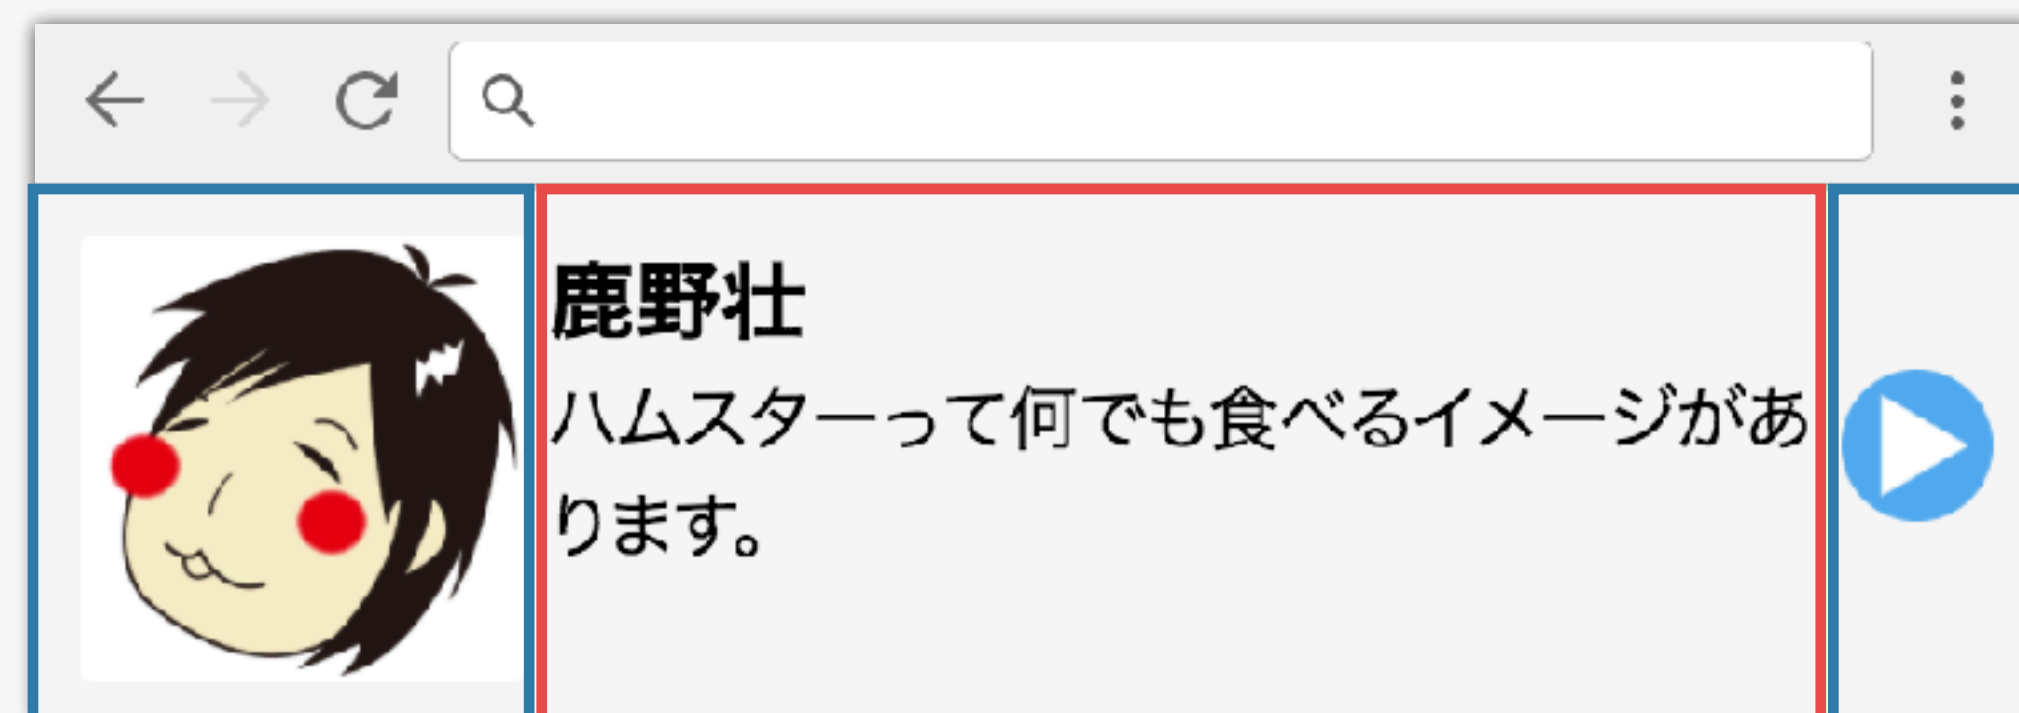 鹿野壮
ハムスターって何でも食べるイメージがあ
ります。